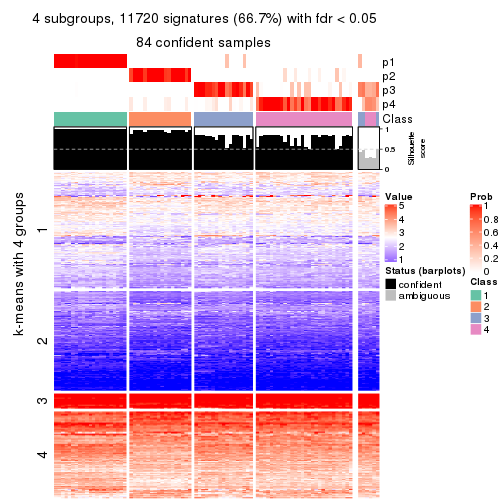 4 subgroups, 11720 signatures (66.7%) with fdr < 0.05
84 confident samples
p1
p2
p3
p4
Class
1
0.5
0
Silhouette
score
k-means with 4 groups
1
2
3
4
Value
5
4
3
2
1
Status (barplots)
confident
ambiguous
Prob
1
0.8
0.6
0.4
0.2
0
Class
1
2
3
4